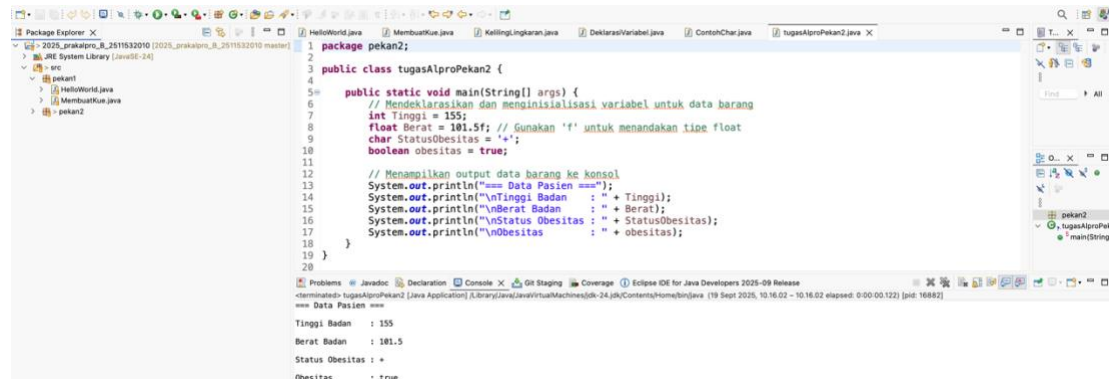 Package Explorer
2025_prakalpro_B_2511532010 [2025_prakalpro_B_2511532010 master]
JRE System Library [JavaSE-24]
src
pekan1
HelloWorld.java
MembuatKue.java
pekan2
HelloWorld.java MembuatKue.java KelilingLingkaran.java DeklarasiVariabel.java ContohChar.java tugasAlproPekan2.java
1 package pekan2;
2
3 public class tugasAlproPekan2 {
4
5 public static void main(String[] args) {
6 // Mendeklarasikan dan menginisialisasi variabel untuk data barang
7 int Tinggi = 155;
8 float Berat = 101.5f; // Gunakan 'f' untuk menandakan tipe float
9 char StatusObesitas = '+';
10 boolean obesitas = true;
11
12 // Menampilkan output data barang ke konsol
13 System.out.println("=== Data Pasien ===");
14 System.out.println("\nTinggi Badan    : " + Tinggi);
15 System.out.println("\nBerat Badan     : " + Berat);
16 System.out.println("\nStatus Obesitas : " + StatusObesitas);
17 System.out.println("\nObesitas        : " + obesitas);
18 }
19 }
20
Problems Javadoc Declaration Console Git Staging Coverage Eclipse IDE for Java Developers 2025-09 Release
<terminated> tugasAlproPekan2 [Java Application] /Library/Java/JavaVirtualMachines/jdk-24.jdk/Contents/Home/bin/java (19 Sept 2025, 10.16.02 – 10.16.02 elapsed: 0:00:00.122) [pid: 16882]
=== Data Pasien ===
Tinggi Badan    : 155
Berat Badan     : 101.5
Status Obesitas : +
Obesitas        : true
T...
Find All
O...
pekan2
tugasAlproPek
main(String